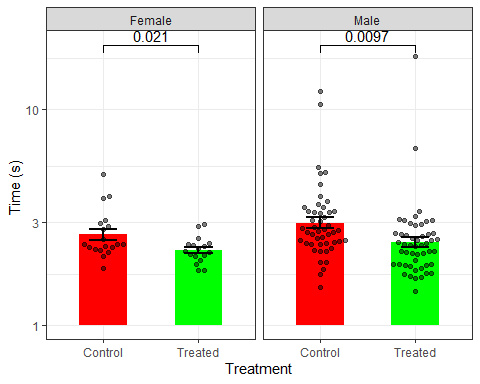 Female
Male
0.021
0.0097
10
3
1
Time (s)
Control
Treated
Control
Treated
Treatment